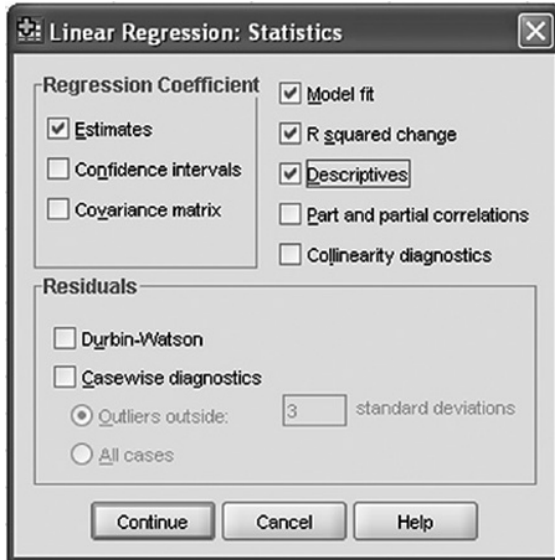 Linear Regression: Statistics
Regression Coefficient
Estimates
Confidence intervals
Covariance matrix
Model fit
R squared change
Descriptives
Part and partial correlations
Collinearity diagnostics
Residuals
Durbin-Watson
Casewise diagnostics
Outliers outside: 3 standard deviations
All cases
Continue Cancel Help